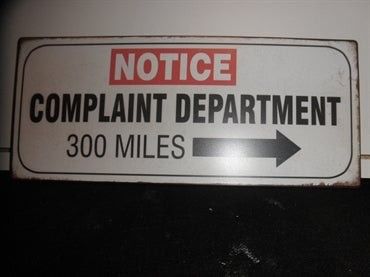 NOTICE
COMPLAINT DEPARTMENT
300 MILES